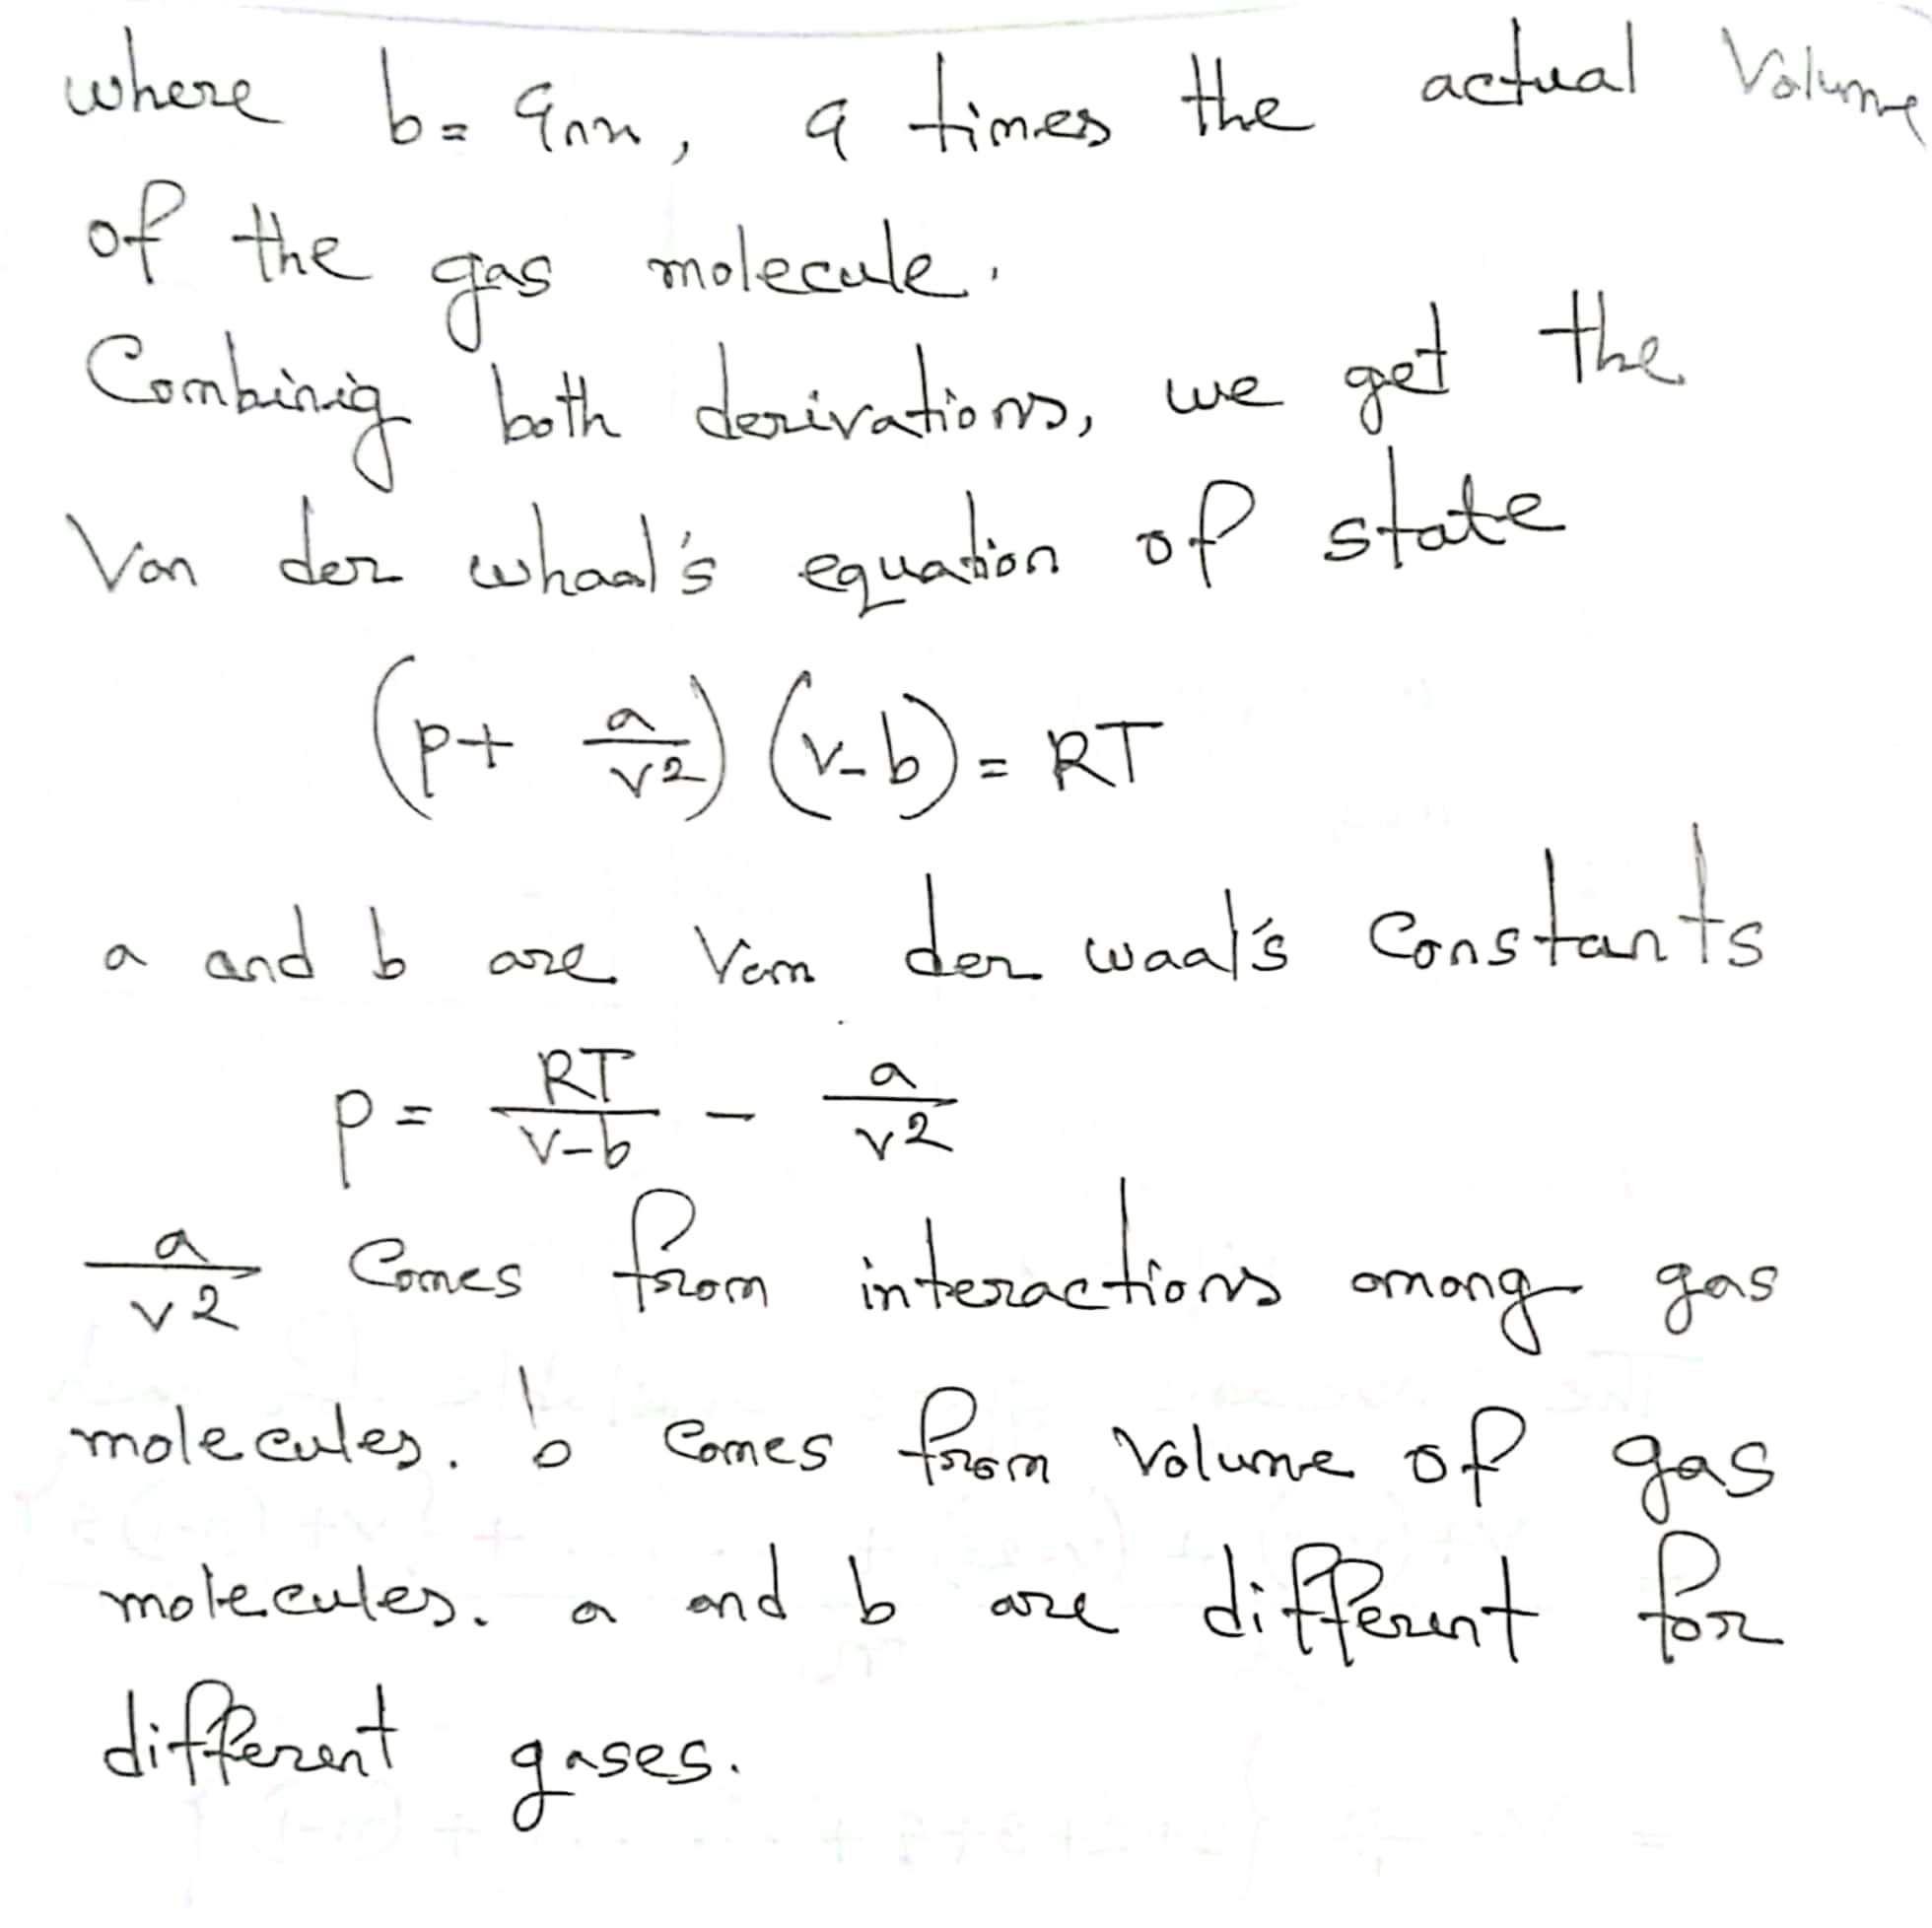 where b= 4nx, 4 times the actual Volume
of the gas molecule.
Combinig both derivations, we get the
Van der whaal's equation of state
(p + a/v²) (v-b) = RT
a and b are Van der waal's Constants
p = RT/(v-b) - a/v²
a/v² Comes from interactions among gas
molecules. b Comes from Volume of gas
molecules. a and b are different for
different gases.